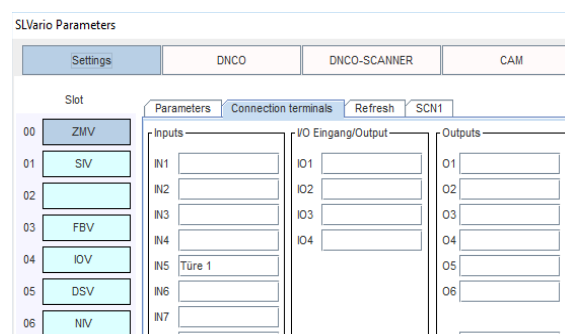 SLVario Parameters
Settings DNCO DNCO-SCANNER CAM
Slot
Parameters Connection terminals Refresh SCN1
00 ZMV
01 SIV
02
03 FBV
04 IOV
05 DSV
06 NIV
Inputs
IN1
IN2
IN3
IN4
IN5 Türe 1
IN6
IN7
I/O Eingang/Output
IO1
IO2
IO3
IO4
Outputs
O1
O2
O3
O4
O5
O6